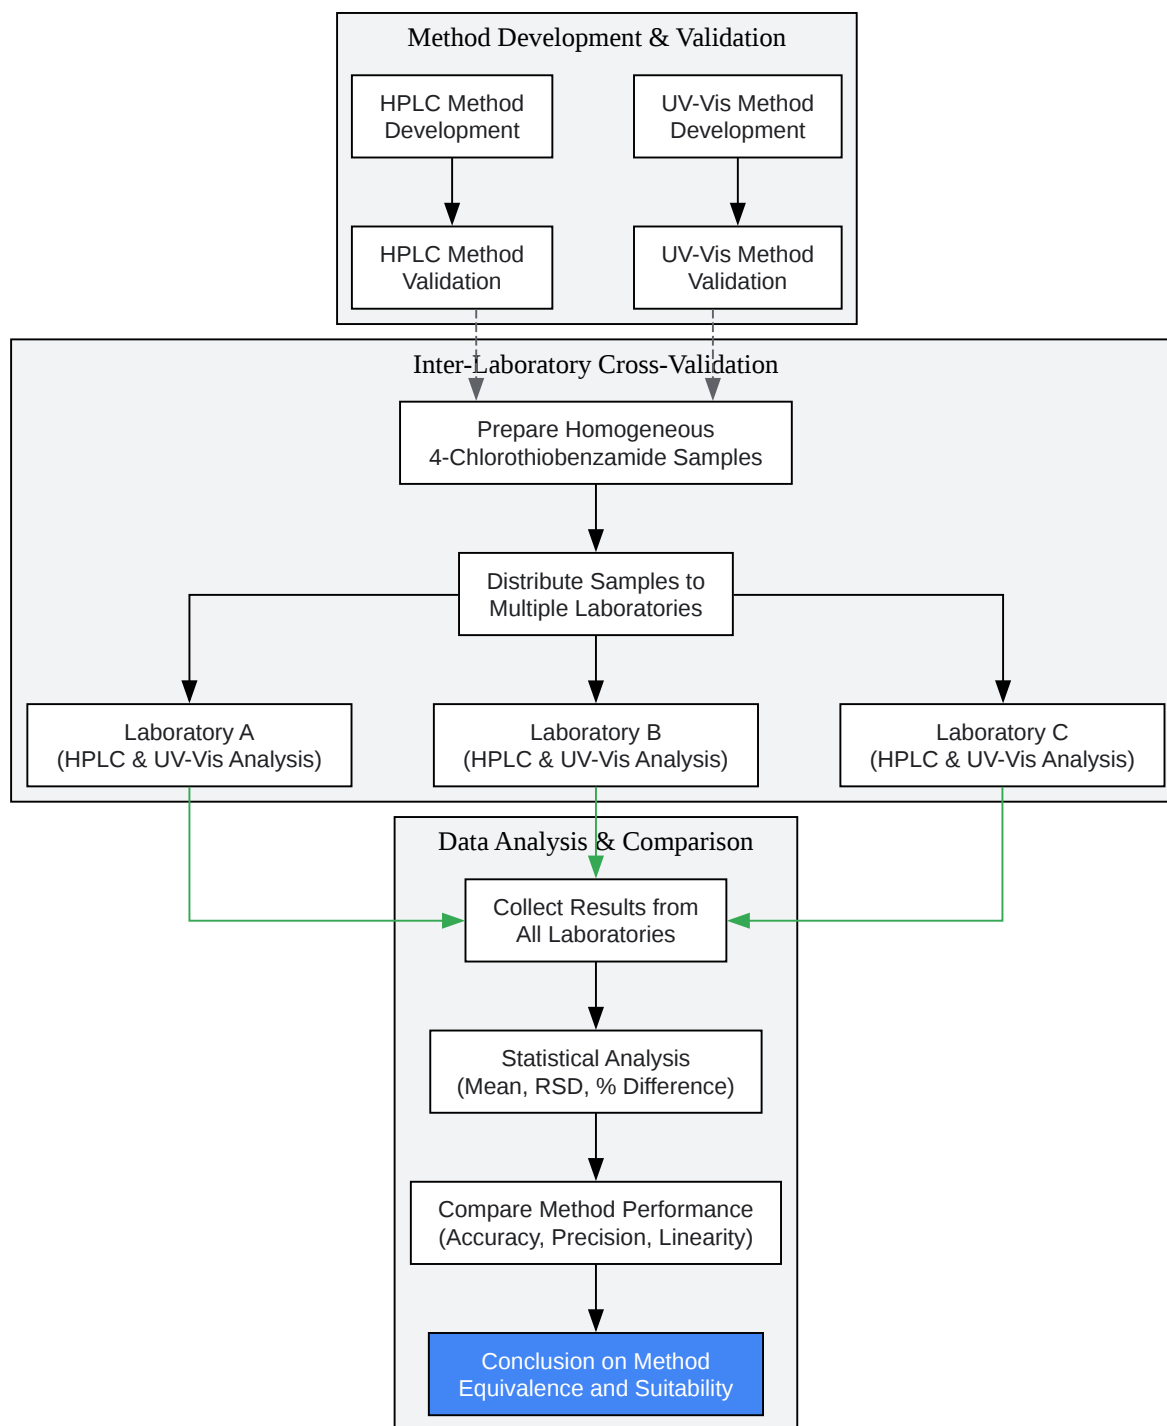 Method Development & Validation
HPLC Method
Development
UV-Vis Method
Development
HPLC Method
Validation
UV-Vis Method
Validation
Inter-Laboratory Cross-Validation
Prepare Homogeneous
4-Chlorothiobenzamide Samples
Distribute Samples to
Multiple Laboratories
Laboratory A
(HPLC & UV-Vis Analysis)
Laboratory B
(HPLC & UV-Vis Analysis)
Laboratory C
(HPLC & UV-Vis Analysis)
Data Analysis & Comparison
Collect Results from
All Laboratories
Statistical Analysis
(Mean, RSD, % Difference)
Compare Method Performance
(Accuracy, Precision, Linearity)
Conclusion on Method
Equivalence and Suitability